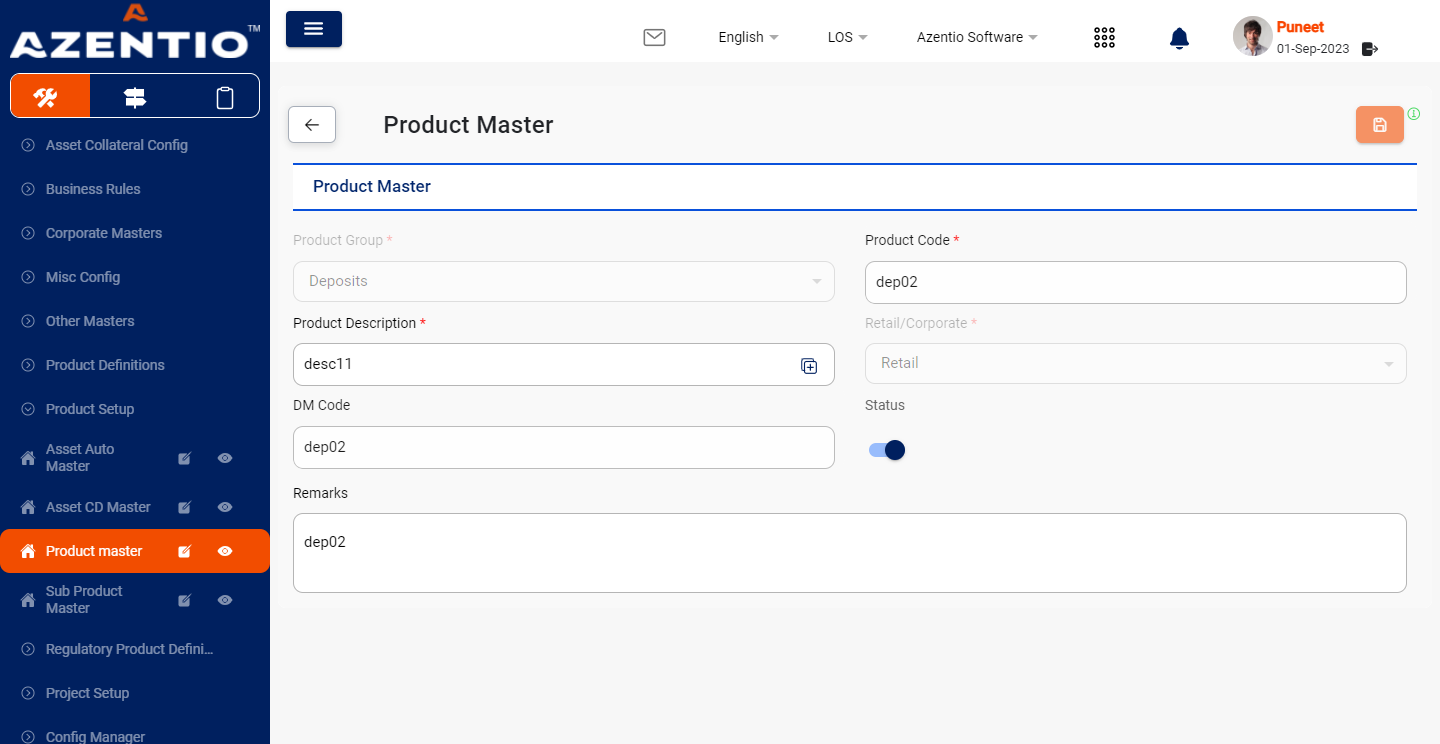 AZENTIO™
English
LOS
Azentio Software
Puneet
01-Sep-2023
Asset Collateral Config
Business Rules
Corporate Masters
Misc Config
Other Masters
Product Definitions
Product Setup
Asset Auto
Master
Asset CD Master
Product master
Sub Product
Master
Regulatory Product Defini...
Project Setup
Config Manager
Product Master
Product Master
Product Group *
Deposits
Product Code *
dep02
Product Description *
desc11
Retail/Corporate *
Retail
DM Code
dep02
Status
Remarks
dep02